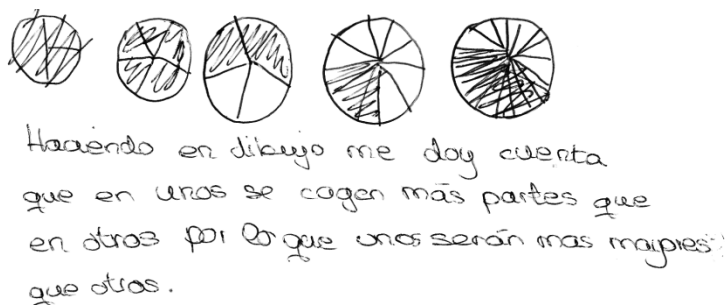 Haciendo en dibujo me doy cuenta
que en unos se cogen más partes que
en otros por lo que unos serán mas mayores
que otros.